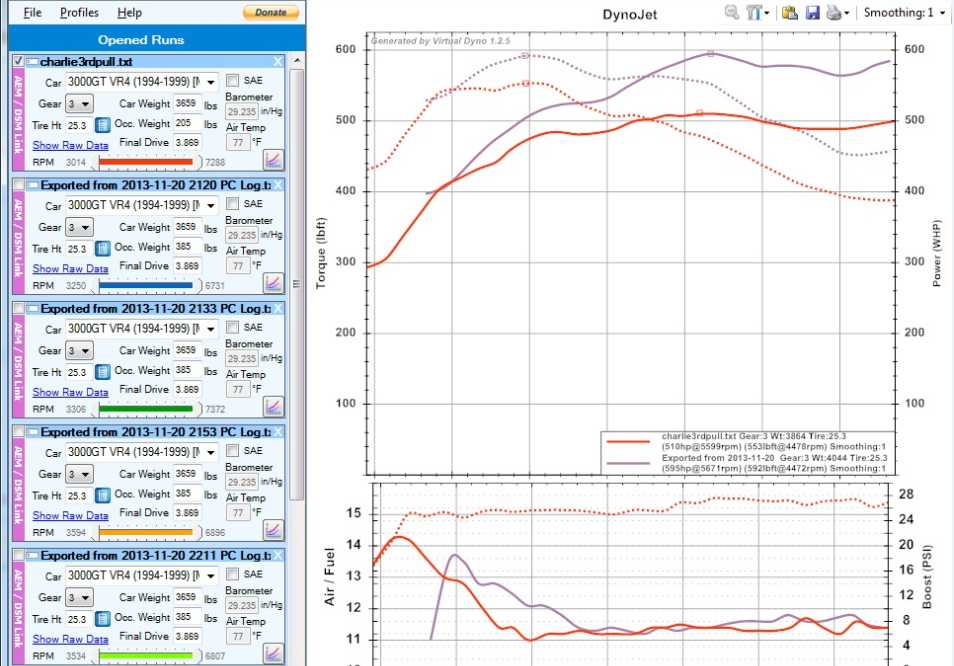 File Profiles Help Donate
Opened Runs
charlie3rdpull.txt X
Car 3000GT VR4 (1994-1999) [M SAE
Gear 3 Car Weight 3659 lbs Barometer
29.235 in/Hg
Tire Ht 25.3 Occ. Weight 205 lbs Air Temp
Show Raw Data Final Drive 3.869 77 °F
RPM 3014 7288
AEM / DSM Link
Exported from 2013-11-20 2120 PC Log.t: X
Car 3000GT VR4 (1994-1999) [M SAE
Gear 3 Car Weight 3659 lbs Barometer
29.235 in/Hg
Tire Ht 25.3 Occ. Weight 385 lbs Air Temp
Show Raw Data Final Drive 3.869 77 °F
RPM 3250 6731
AEM / DSM Link
Exported from 2013-11-20 2133 PC Log.t: X
Car 3000GT VR4 (1994-1999) [M SAE
Gear 3 Car Weight 3659 lbs Barometer
29.235 in/Hg
Tire Ht 25.3 Occ. Weight 385 lbs Air Temp
Show Raw Data Final Drive 3.869 77 °F
RPM 3306 7372
AEM / DSM Link
Exported from 2013-11-20 2153 PC Log.t: X
Car 3000GT VR4 (1994-1999) [M SAE
Gear 3 Car Weight 3659 lbs Barometer
29.235 in/Hg
Tire Ht 25.3 Occ. Weight 385 lbs Air Temp
Show Raw Data Final Drive 3.869 77 °F
RPM 3594 6896
AEM / DSM Link
Exported from 2013-11-20 2211 PC Log.t: X
Car 3000GT VR4 (1994-1999) [M SAE
Gear 3 Car Weight 3659 lbs Barometer
29.235 in/Hg
Tire Ht 25.3 Occ. Weight 385 lbs Air Temp
Show Raw Data Final Drive 3.869 77 °F
RPM 3534 6807
AEM / DSM Link
DynoJet
Smoothing: 1
Generated by Virtual Dyno 1.2.5
600 600
500 500
400 400
300 300
200 200
100 100
Torque (lbft)
Power (WHP)
charlie3rdpull.txt Gear:3 Wt:3864 Tire:25.3
(510hp@5599rpm) (553lbft@4478rpm) Smoothing:1
Exported from 2013-11-20 Gear:3 Wt:4044 Tire:25.3
(595hp@5671rpm) (592lbft@4472rpm) Smoothing:1
Air / Fuel
15
14
13
12
11
28
24
20
16
12
8
4
Boost (PSI)